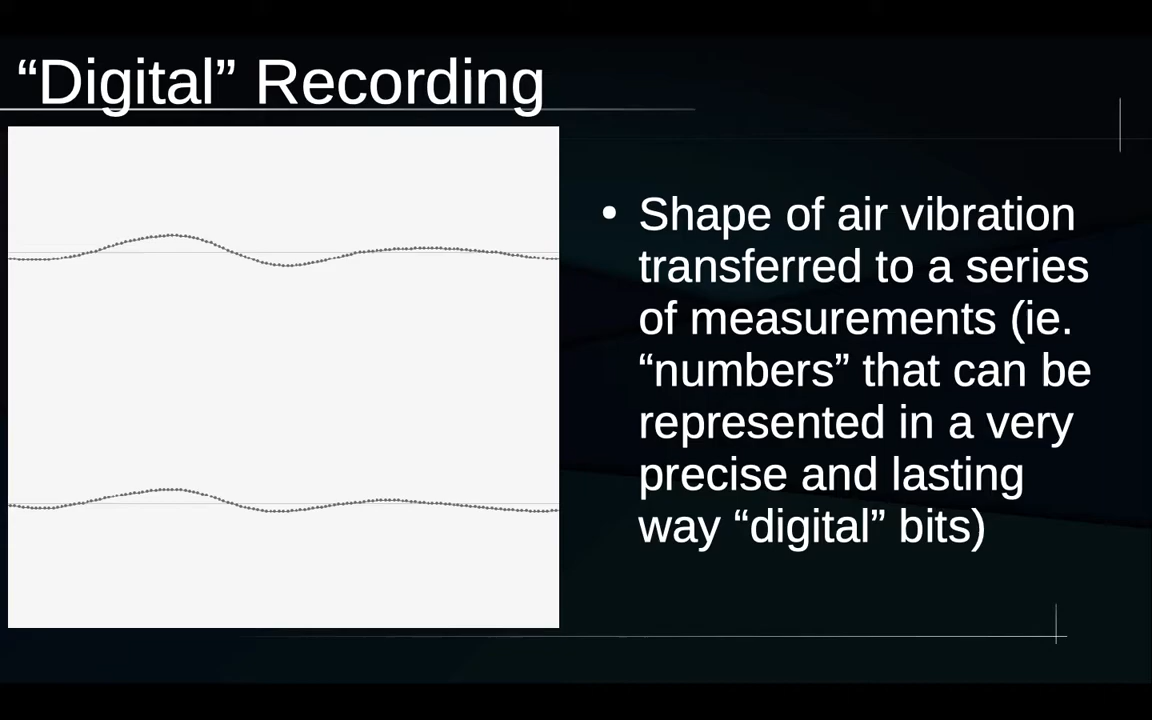 “Digital” Recording
• Shape of air vibration
transferred to a series
of measurements (ie.
“numbers” that can be
represented in a very
precise and lasting
way “digital” bits)